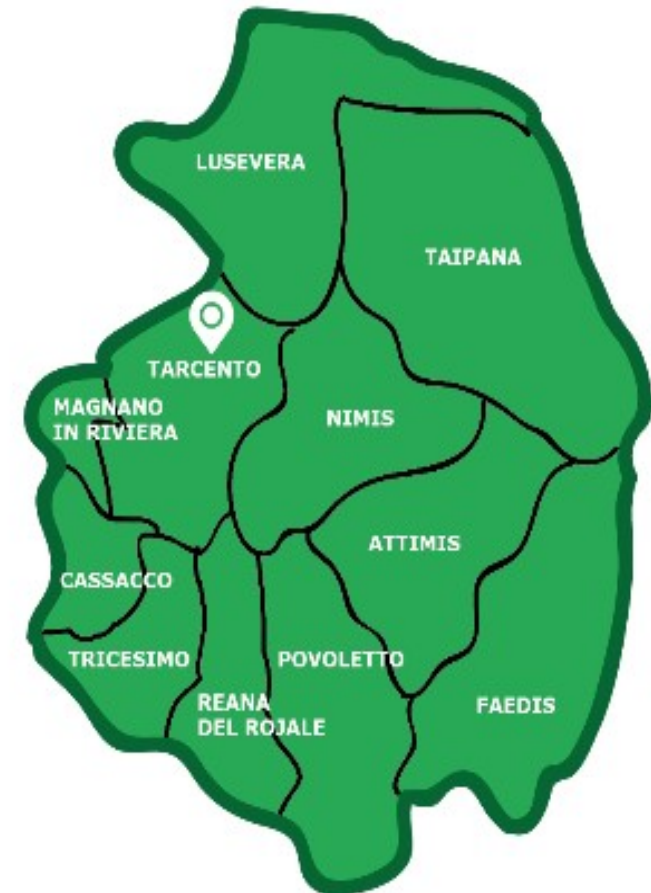 LUSEVERA
TAIPANA
TARCENTO
MAGNANO
IN RIVIERA
NIMIS
ATTIMIS
CASSACCO
TRICESIMO
POVOLETTO
REANA
DEL ROJALE
FAEDIS